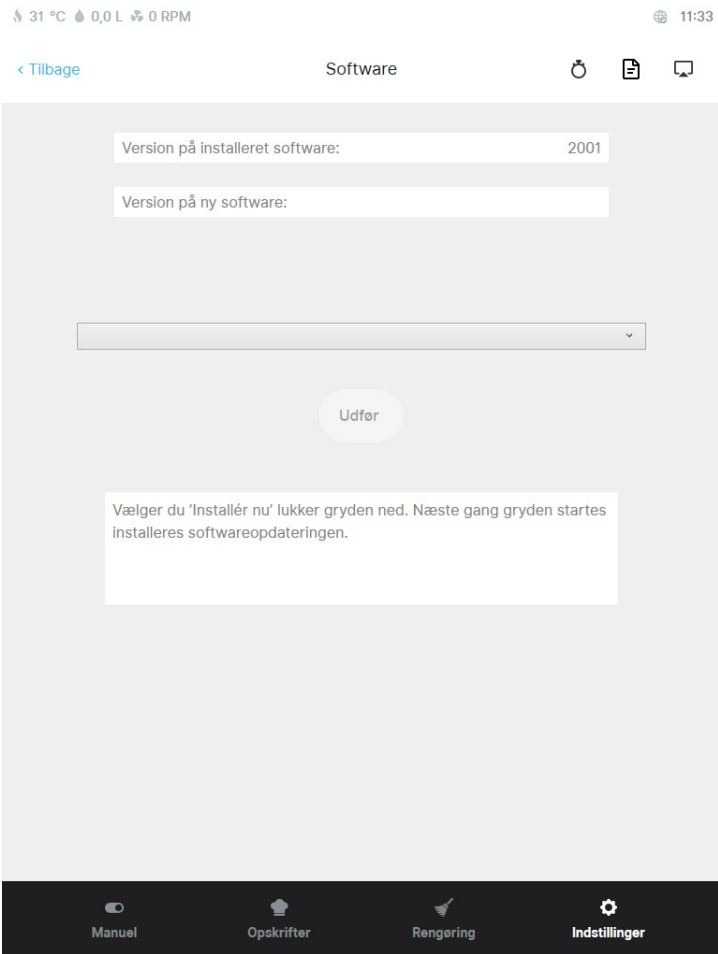 31 °C 0,0 L 0 RPM 11:33
< Tilbage Software
Version på installeret software: 2001
Version på ny software:
Udfør
Vælger du 'Installér nu' lukker gryden ned. Næste gang gryden startes
installeres softwareopdateringen.
Manuel Opskrifter Rengøring Indstillinger